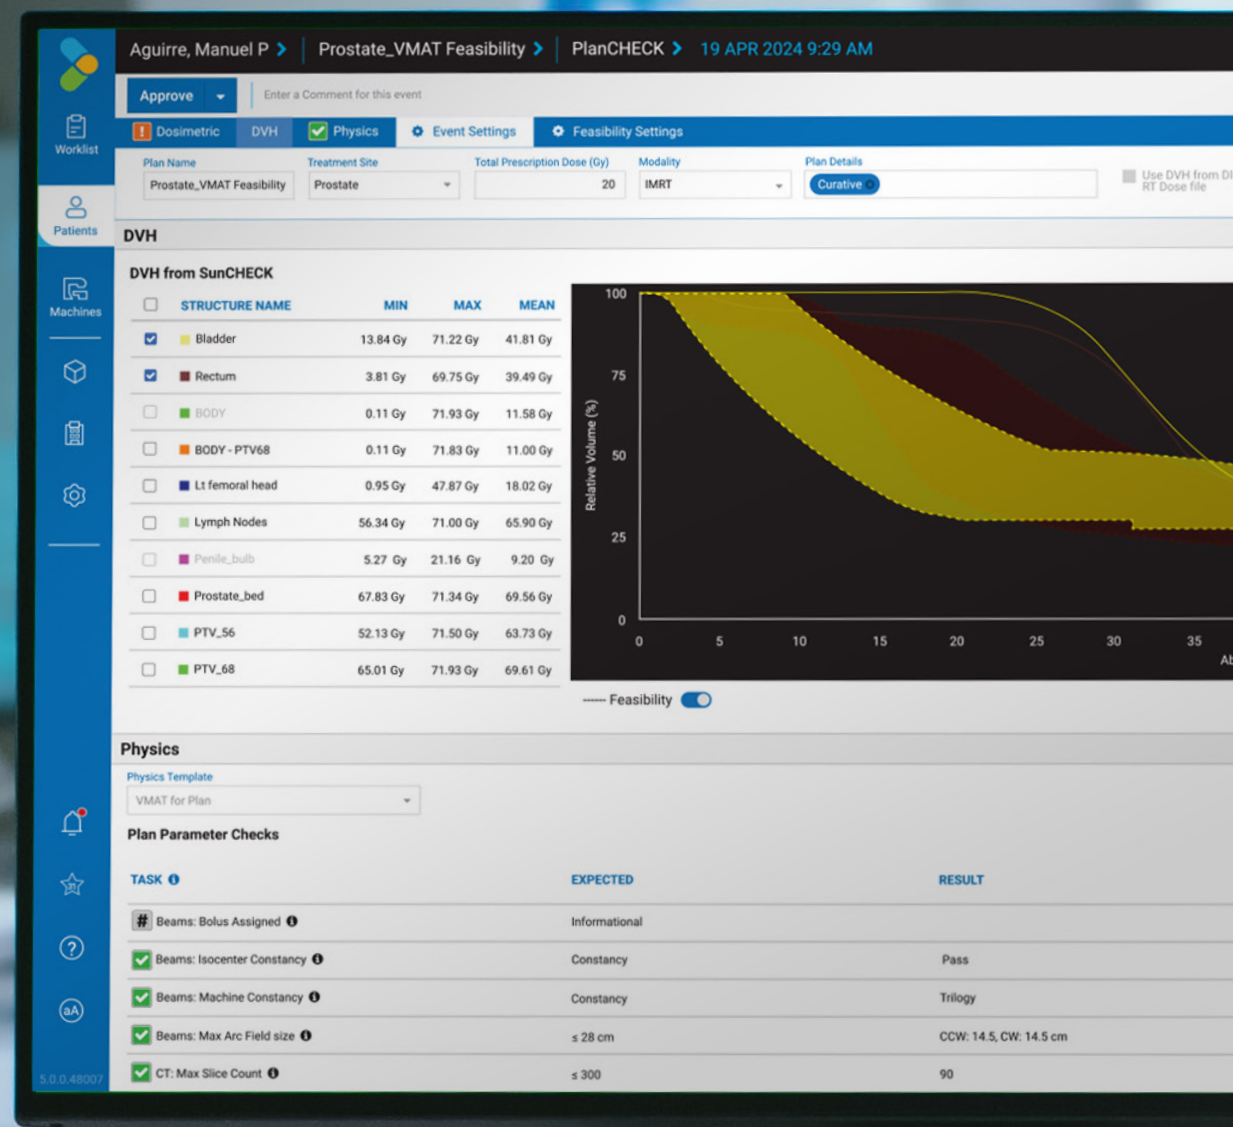 Aguirre, Manuel P > Prostate_VMAT Feasibility > PlanCHECK > 19 APR 2024 9:29 AM
Approve Enter a Comment for this event
Worklist
! Dosimetric DVH Physics Event Settings Feasibility Settings
Plan Name Treatment Site Total Prescription Dose (Gy) Modality Plan Details
Prostate_VMAT Feasibility Prostate 20 IMRT Curative
Use DVH from DI
RT Dose file
Patients
DVH
DVH from SunCHECK
Machines
STRUCTURE NAME MIN MAX MEAN
Bladder 13.84 Gy 71.22 Gy 41.81 Gy
Rectum 3.81 Gy 69.75 Gy 39.49 Gy
BODY 0.11 Gy 71.93 Gy 11.58 Gy
BODY - PTV68 0.11 Gy 71.83 Gy 11.00 Gy
Lt femoral head 0.95 Gy 47.87 Gy 18.02 Gy
Lymph Nodes 56.34 Gy 71.00 Gy 65.90 Gy
Penile_bulb 5.27 Gy 21.16 Gy 9.20 Gy
Prostate_bed 67.83 Gy 71.34 Gy 69.56 Gy
PTV_56 52.13 Gy 71.50 Gy 63.73 Gy
PTV_68 65.01 Gy 71.93 Gy 69.61 Gy
Relative Volume (%)
100
75
50
25
0
0 5 10 15 20 25 30 35
Ab
------ Feasibility
Physics
Physics Template
VMAT for Plan
Plan Parameter Checks
TASK EXPECTED RESULT
# Beams: Bolus Assigned Informational
Beams: Isocenter Constancy Constancy Pass
Beams: Machine Constancy Constancy Trilogy
Beams: Max Arc Field size ≤ 28 cm CCW: 14.5, CW: 14.5 cm
CT: Max Slice Count ≤ 300 90
?
aA
5.0.0.48007